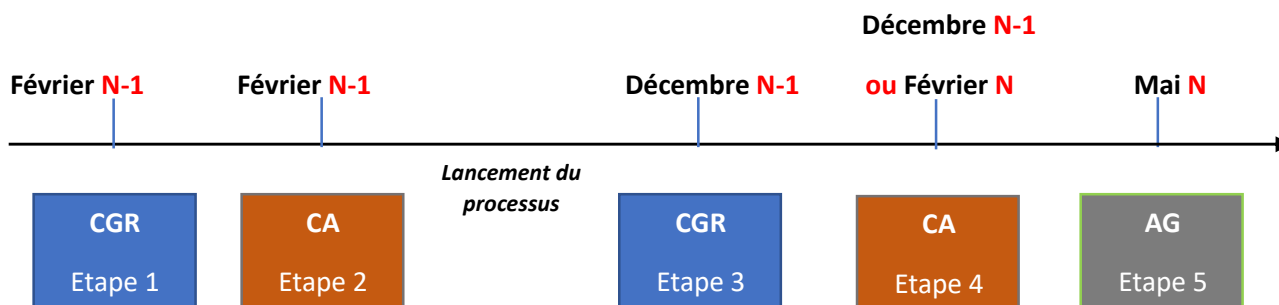 Décembre N-1
Février N-1 Février N-1 Décembre N-1 ou Février N Mai N
Lancement du
processus
CGR CA CGR CA AG
Etape 1 Etape 2 Etape 3 Etape 4 Etape 5